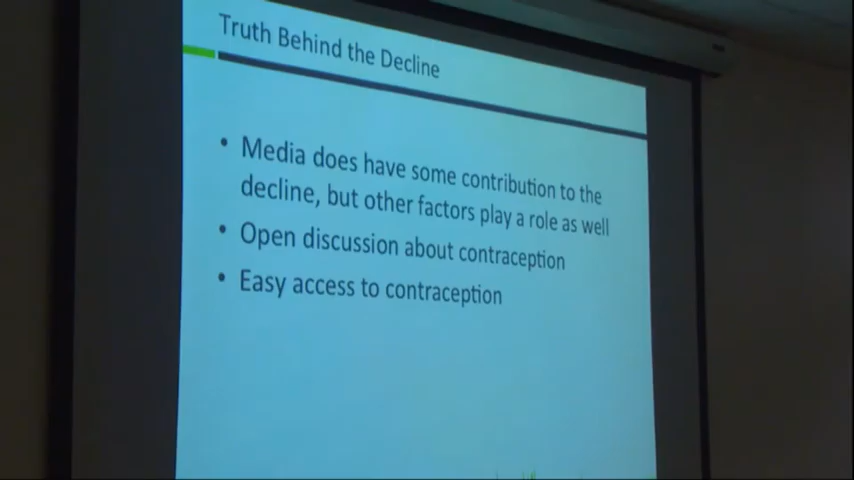 Truth Behind the Decline
• Media does have some contribution to the
decline, but other factors play a role as well
• Open discussion about contraception
• Easy access to contraception